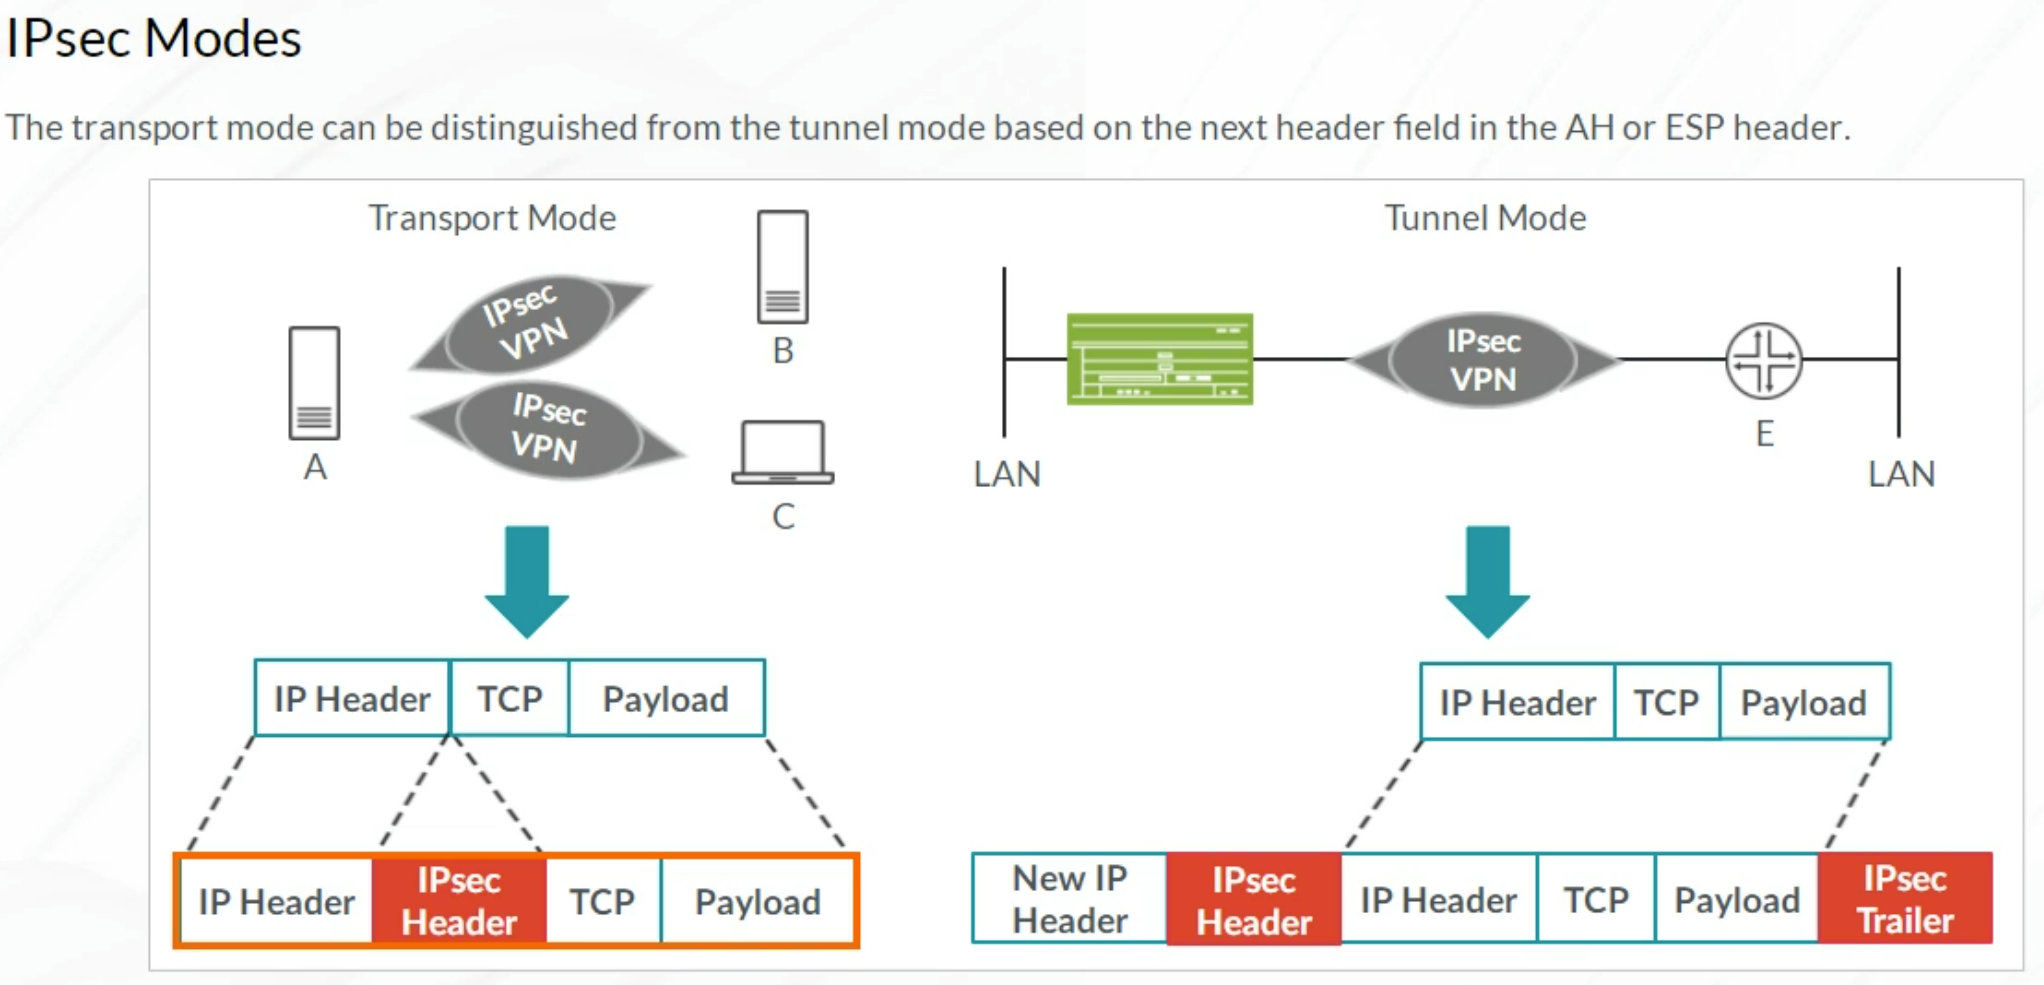 IPsec Modes
The transport mode can be distinguished from the tunnel mode based on the next header field in the AH or ESP header.
Transport Mode
IPsec
VPN
IPsec
VPN
A
B
C
Tunnel Mode
IPsec
VPN
E
LAN
LAN
IP Header TCP Payload
IP Header IPsec Header TCP Payload
IP Header TCP Payload
New IP Header IPsec Header IP Header TCP Payload IPsec Trailer